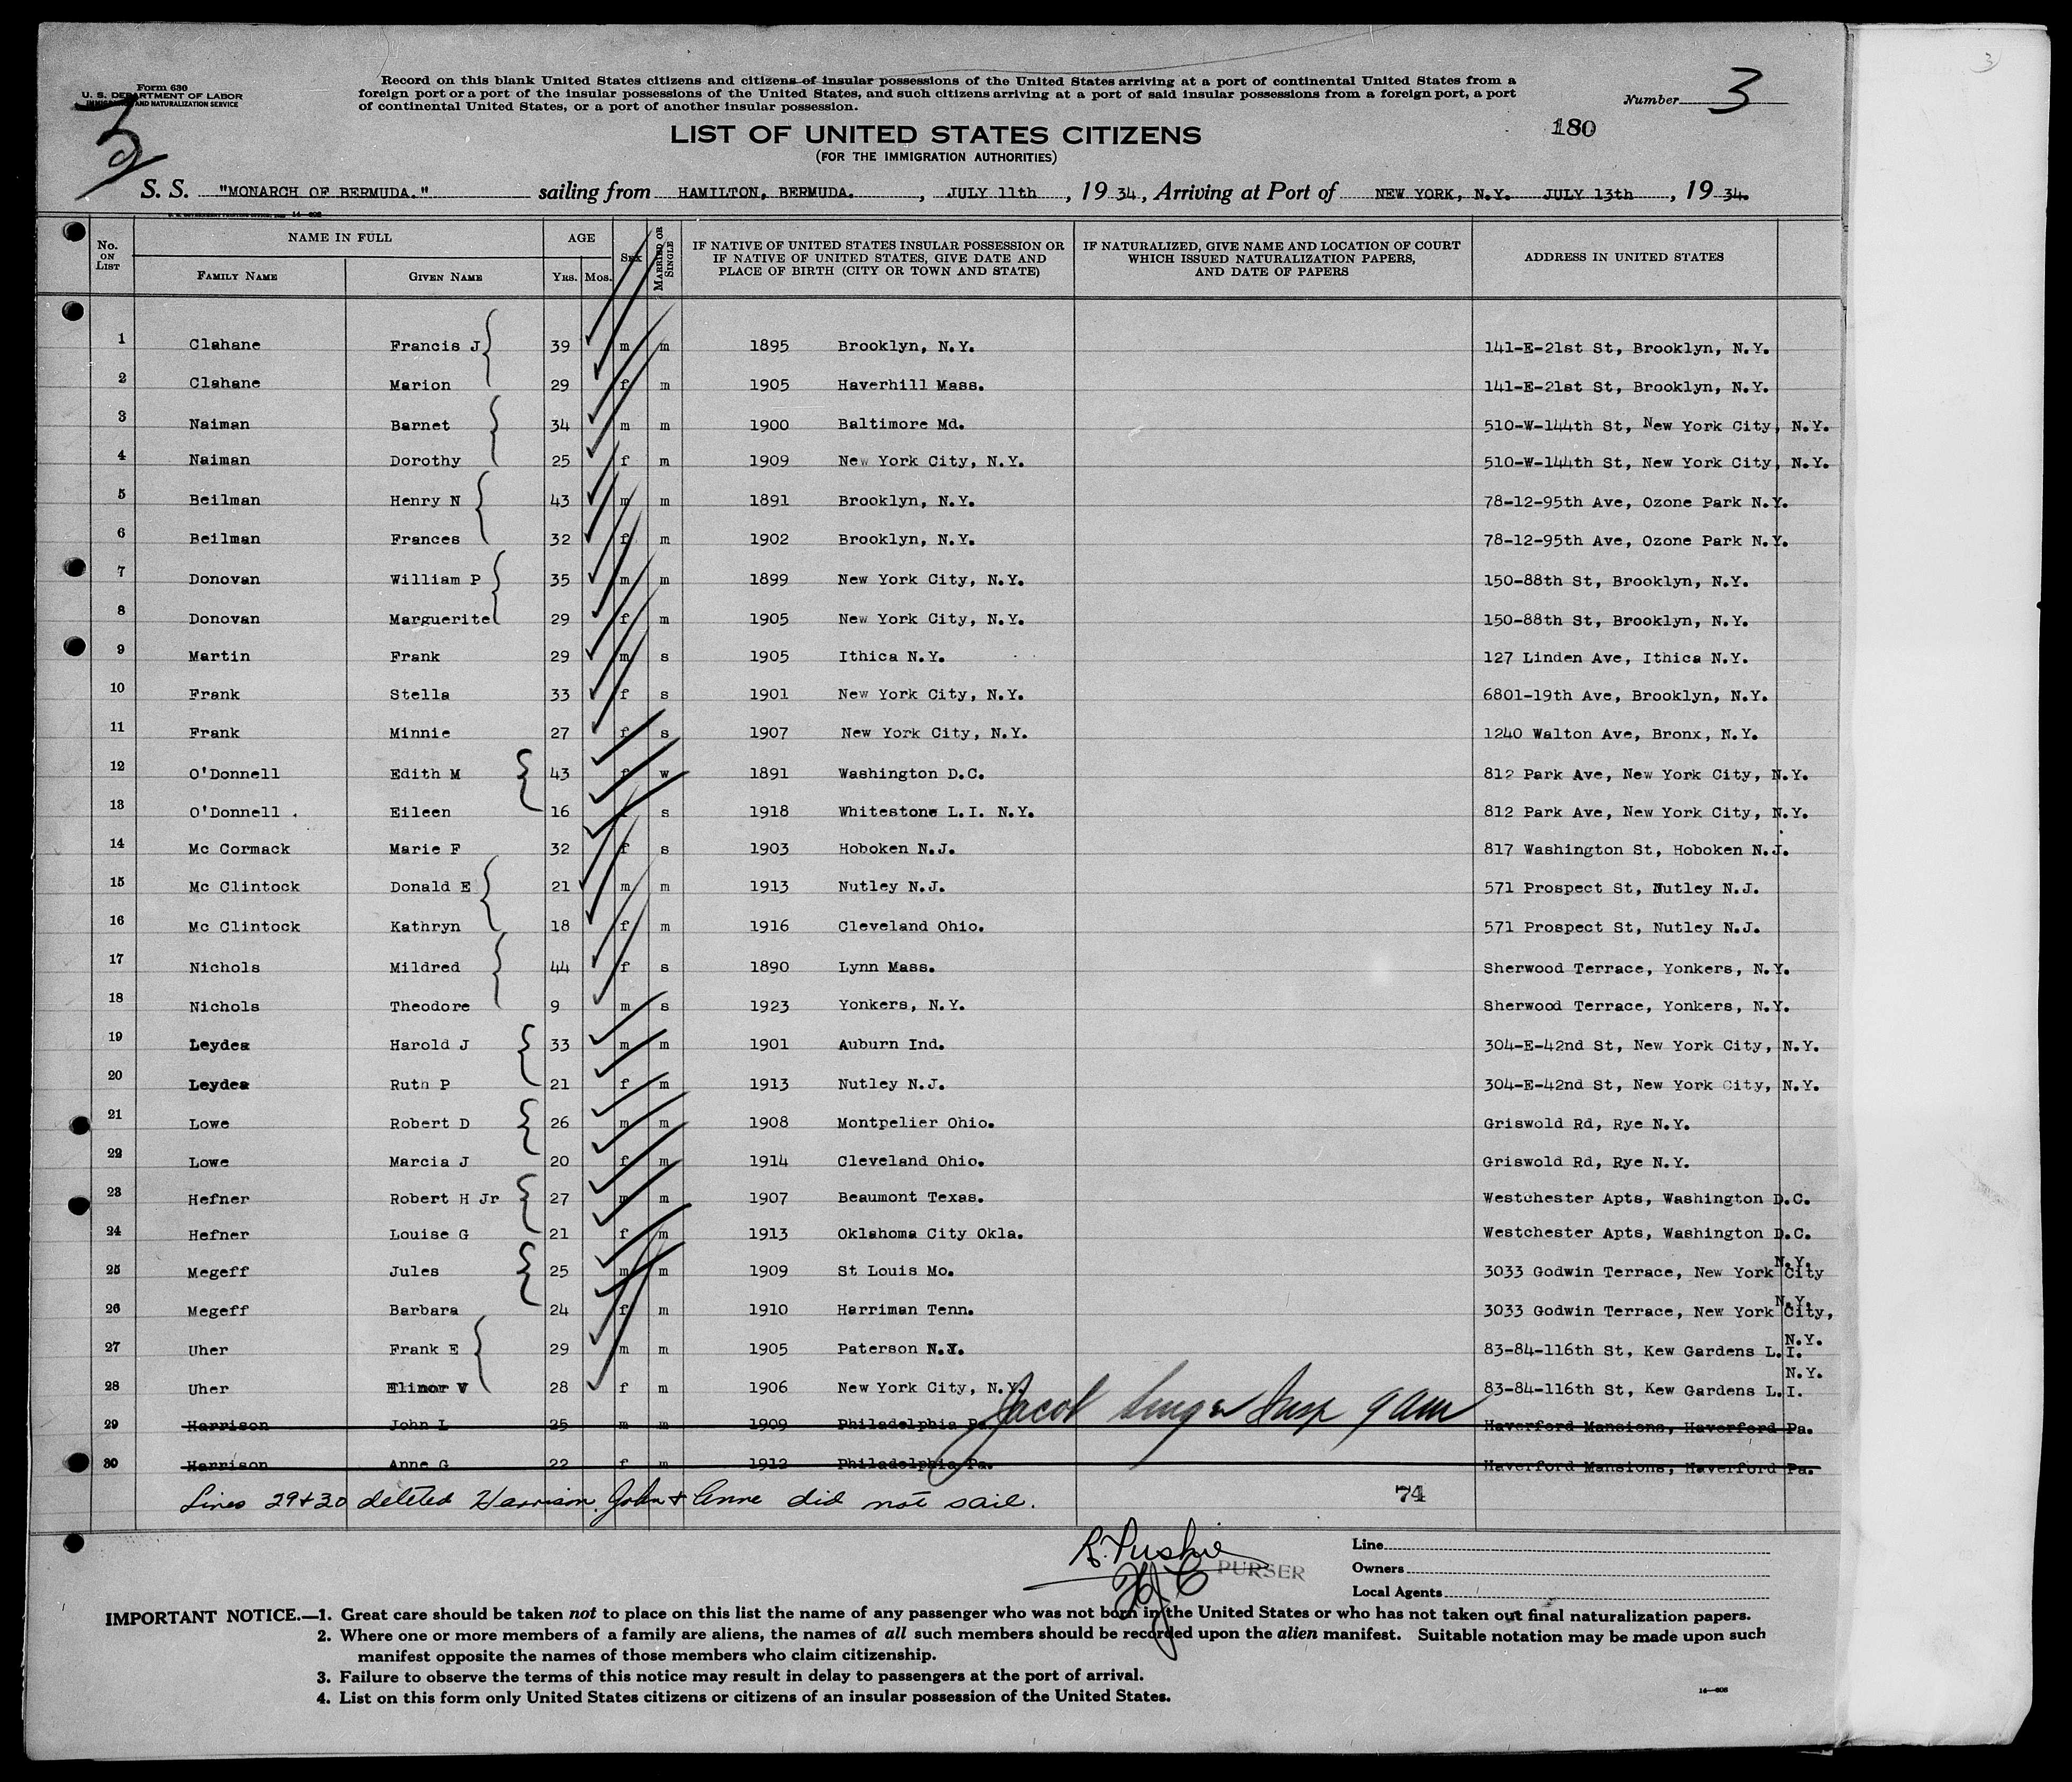 3
Form 630
U. S. DEPARTMENT OF LABOR
IMMIGRATION AND NATURALIZATION SERVICE
3
Record on this blank United States citizens and citizens of insular possessions of the United States arriving at a port of continental United States from a
foreign port or a port of the insular possessions of the United States, and such citizens arriving at a port of said insular possessions from a foreign port, a port
of continental United States, or a port of another insular possession.
Number 3
180
LIST OF UNITED STATES CITIZENS
(FOR THE IMMIGRATION AUTHORITIES)
S. S. "MONARCH OF BERMUDA." sailing from HAMILTON, BERMUDA. , JULY 11th , 19 34, Arriving at Port of NEW YORK, N.Y. JULY 13th , 19 34.
No. ON LIST NAME IN FULL FAMILY NAME GIVEN NAME AGE YRS. MOS. SEX MARRIED OR SINGLE IF NATIVE OF UNITED STATES INSULAR POSSESSION OR IF NATIVE OF UNITED STATES, GIVE DATE AND PLACE OF BIRTH (CITY OR TOWN AND STATE) IF NATURALIZED, GIVE NAME AND LOCATION OF COURT WHICH ISSUED NATURALIZATION PAPERS, AND DATE OF PAPERS ADDRESS IN UNITED STATES
1 Clahane Francis J 39 m m 1895 Brooklyn, N.Y. 141-E-21st St, Brooklyn, N.Y.
2 Clahane Marion 29 f m 1905 Haverhill Mass. 141-E-21st St, Brooklyn, N.Y.
3 Naiman Barnet 34 m m 1900 Baltimore Md. 510-W-144th St, New York City, N.Y.
4 Naiman Dorothy 25 f m 1909 New York City, N.Y. 510-W-144th St, New York City, N.Y.
5 Beilman Henry N 43 m m 1891 Brooklyn, N.Y. 78-12-95th Ave, Ozone Park N.Y.
6 Beilman Frances 32 f m 1902 Brooklyn, N.Y. 78-12-95th Ave, Ozone Park N.Y.
7 Donovan William P 35 m m 1899 New York City, N.Y. 150-88th St, Brooklyn, N.Y.
8 Donovan Marguerite 29 f m 1905 New York City, N.Y. 150-88th St, Brooklyn, N.Y.
9 Martin Frank 29 m s 1905 Ithica N.Y. 127 Linden Ave, Ithica N.Y.
10 Frank Stella 33 f s 1901 New York City, N.Y. 6801-19th Ave, Brooklyn, N.Y.
11 Frank Minnie 27 f s 1907 New York City, N.Y. 1240 Walton Ave, Bronx, N.Y.
12 O'Donnell Edith M 43 f w 1891 Washington D.C. 812 Park Ave, New York City, N.Y.
13 O'Donnell . Eileen 16 f s 1918 Whitestone L.I. N.Y. 812 Park Ave, New York City, N.Y.
14 Mc Cormack Marie F 32 f s 1903 Hoboken N.J. 817 Washington St, Hoboken N.J.
15 Mc Clintock Donald E 21 m m 1913 Nutley N.J. 571 Prospect St, Nutley N.J.
16 Mc Clintock Kathryn 18 f m 1916 Cleveland Ohio. 571 Prospect St, Nutley N.J.
17 Nichols Mildred 44 f s 1890 Lynn Mass. Sherwood Terrace, Yonkers, N.Y.
18 Nichols Theodore 9 m s 1923 Yonkers, N.Y. Sherwood Terrace, Yonkers, N.Y.
19 Leydea Harold J 33 m m 1901 Auburn Ind. 304-E-42nd St, New York City, N.Y.
20 Leydea Ruth P 21 f m 1913 Nutley N.J. 304-E-42nd St, New York City, N.Y.
21 Lowe Robert D 26 m m 1908 Montpelier Ohio. Griswold Rd, Rye N.Y.
22 Lowe Marcia J 20 f m 1914 Cleveland Ohio. Griswold Rd, Rye N.Y.
23 Hefner Robert H Jr 27 m m 1907 Beaumont Texas. Westchester Apts, Washington D.C.
24 Hefner Louise G 21 f m 1913 Oklahoma City Okla. Westchester Apts, Washington D.C.
25 Megeff Jules 25 m m 1909 St Louis Mo. 3033 Godwin Terrace, New York City N.Y.
26 Megeff Barbara 24 f m 1910 Harriman Tenn. 3033 Godwin Terrace, New York City, N.Y.
27 Uher Frank E 29 m m 1905 Paterson N.J. 83-84-116th St, Kew Gardens L.I. N.Y.
28 Uher Elinor V 28 f m 1906 New York City, N.Y. 83-84-116th St, Kew Gardens L.I. N.Y.
Jacob Singer Insp 9 am
29 Harrison John L 25 m m 1909 Philadelphia Pa. Haverford Mansions, Haverford Pa.
30 Harrison Anne G 22 f m 1912 Philadelphia Pa. Haverford Mansions, Haverford Pa.
Lines 29 & 30 deleted Harrison John & Anne did not sail.
74
PURSER
Line
Owners
Local Agents
IMPORTANT NOTICE.—1. Great care should be taken not to place on this list the name of any passenger who was not born in the United States or who has not taken out final naturalization papers.
2. Where one or more members of a family are aliens, the names of all such members should be recorded upon the alien manifest. Suitable notation may be made upon such
manifest opposite the names of those members who claim citizenship.
3. Failure to observe the terms of this notice may result in delay to passengers at the port of arrival.
4. List on this form only United States citizens or citizens of an insular possession of the United States.